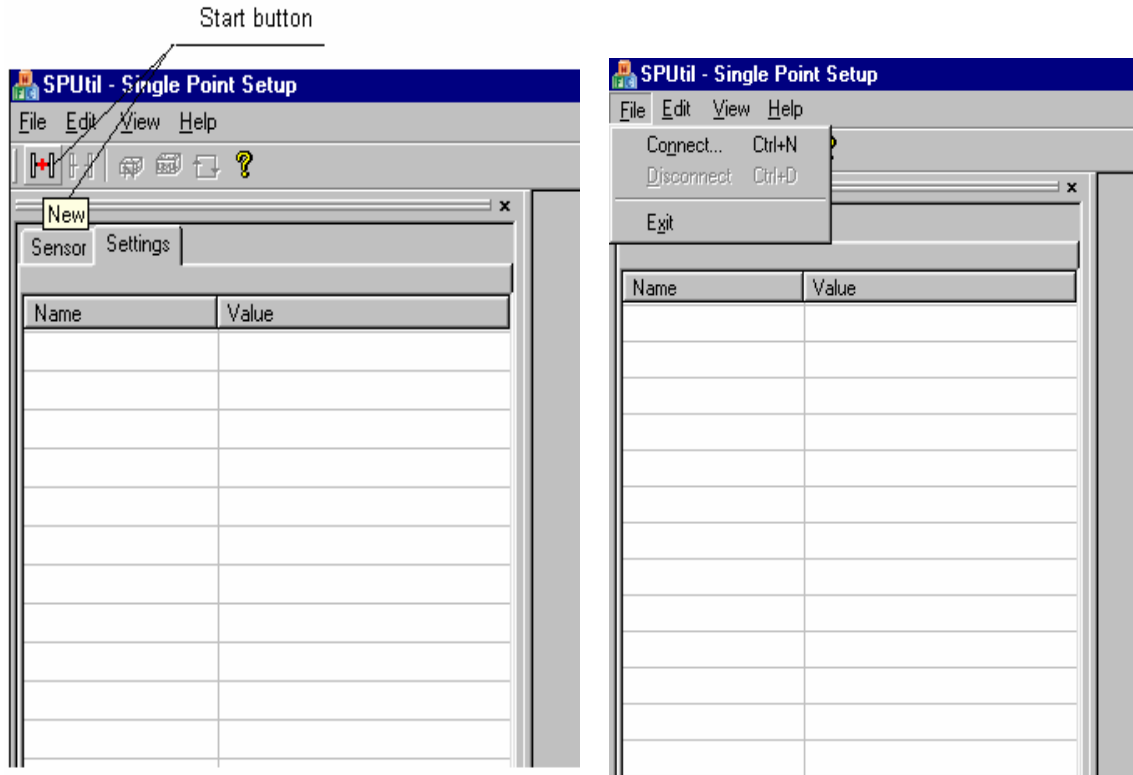 Start button
SPUtil - Single Point Setup
File Edit View Help
New
Sensor Settings
Name Value
SPUtil - Single Point Setup
File Edit View Help
Connect... Ctrl+N
Disconnect Ctrl+D
Exit
Name Value